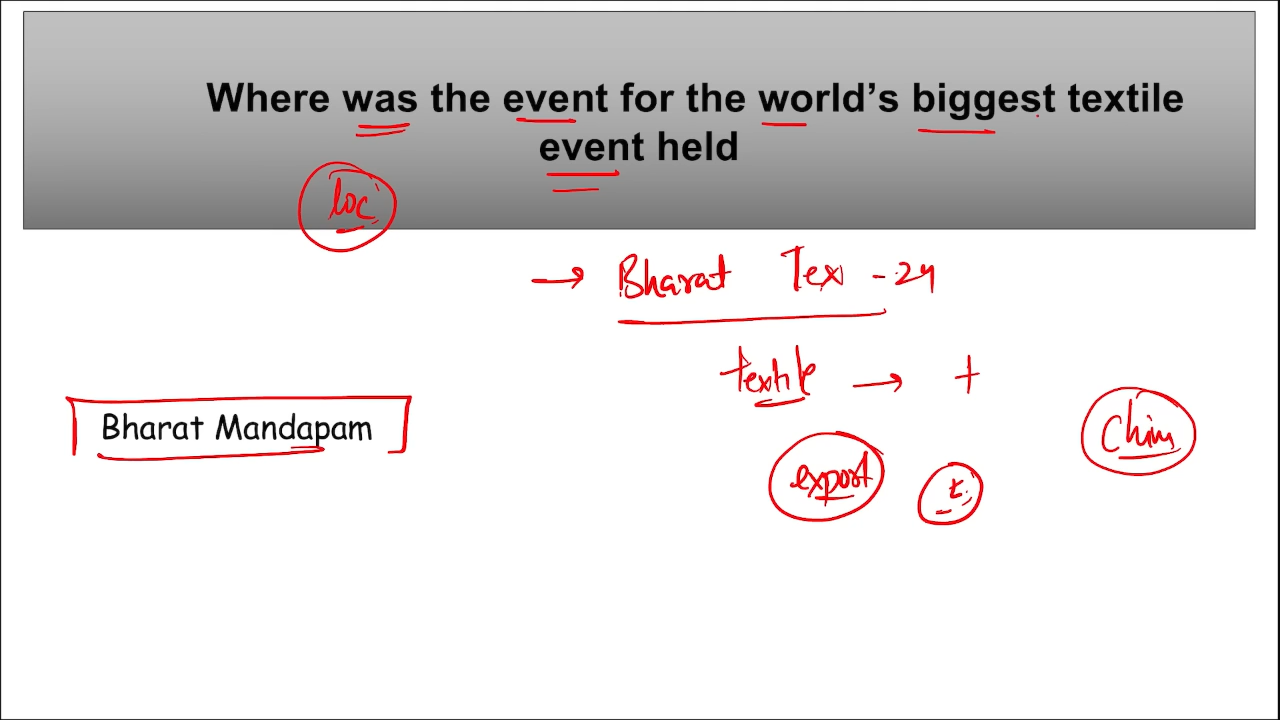 Where was the event for the world’s biggest textile
event held
loc
→ Bharat Tex - 24
textile → +
Bharat Mandapam
China
export
t